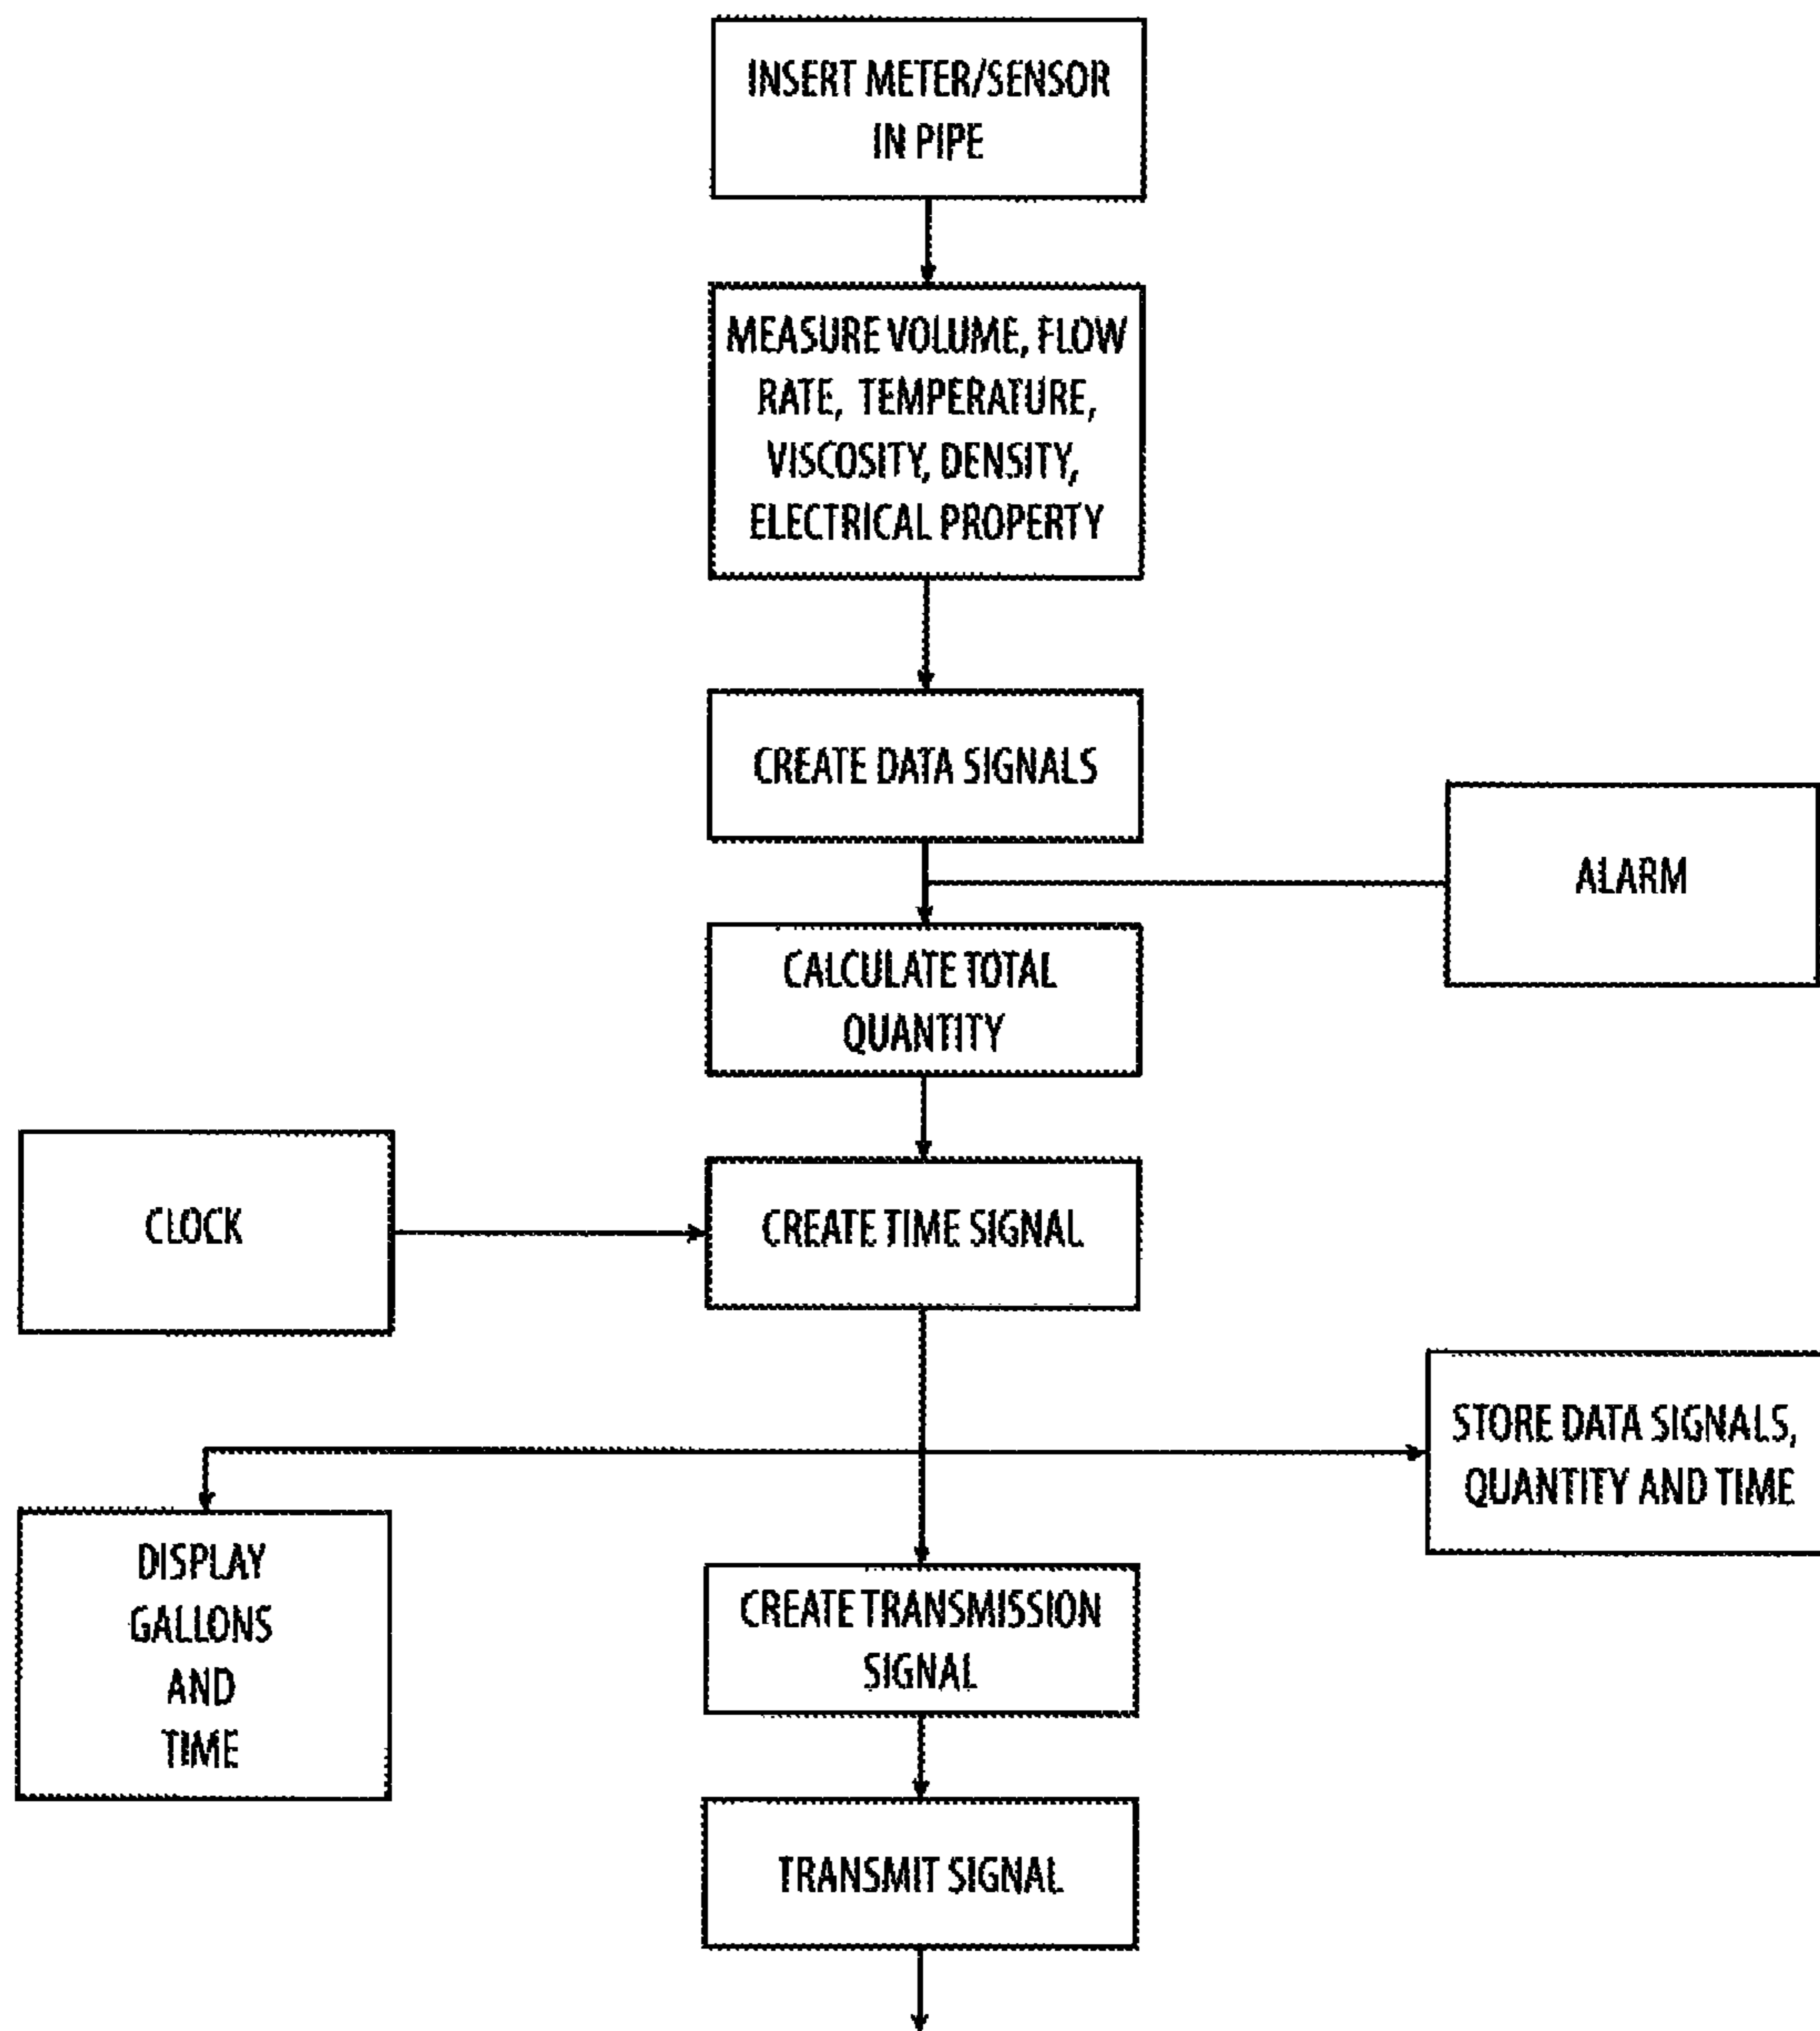 INSERT METER/SENSOR
IN PIPE
MEASURE VOLUME, FLOW
RATE, TEMPERATURE,
VISCOSITY, DENSITY,
ELECTRICAL PROPERTY
CREATE DATA SIGNALS
ALARM
CALCULATE TOTAL
QUANTITY
CLOCK
CREATE TIME SIGNAL
STORE DATA SIGNALS,
QUANTITY AND TIME
DISPLAY
GALLONS
AND
TIME
CREATE TRANSMISSION
SIGNAL
TRANSMIT SIGNAL